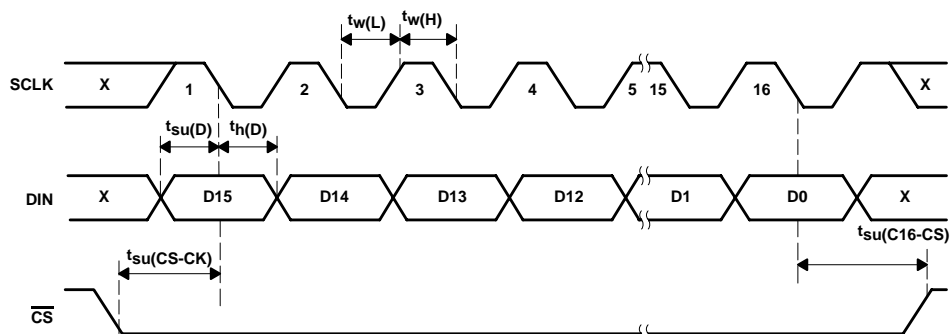 tw(L) tw(H)
SCLK X 1 2 3 4 5 15 16 X
tsu(D) th(D)
DIN X D15 D14 D13 D12 D1 D0 X
tsu(C16-CS)
tsu(CS-CK)
CS